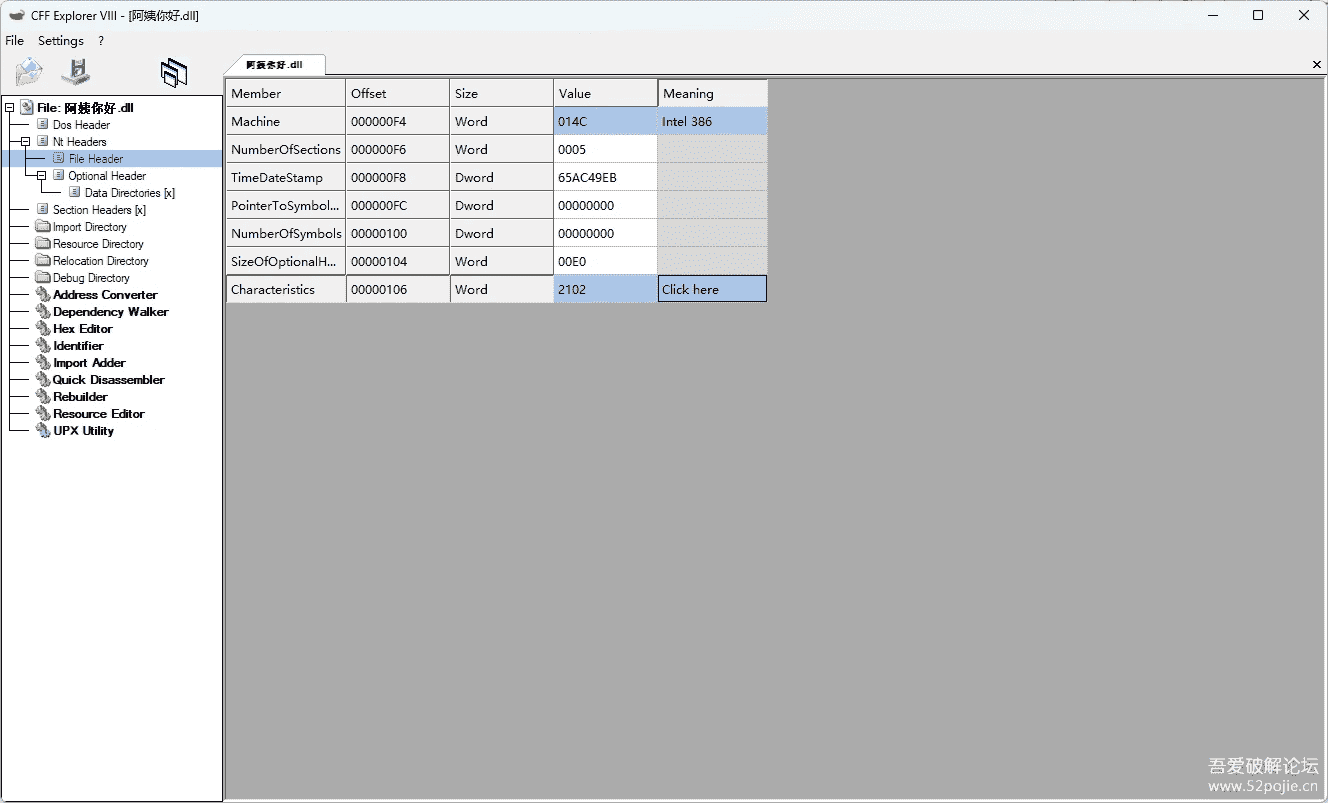 CFF Explorer VIII - [阿姨你好.dll]
File Settings ?
阿姨你好.dll
File: 阿姨你好.dll
Dos Header
Nt Headers
File Header
Optional Header
Data Directories [x]
Section Headers [x]
Import Directory
Resource Directory
Relocation Directory
Debug Directory
Address Converter
Dependency Walker
Hex Editor
Identifier
Import Adder
Quick Disassembler
Rebuilder
Resource Editor
UPX Utility
Member Offset Size Value Meaning
Machine 000000F4 Word 014C Intel 386
NumberOfSections 000000F6 Word 0005
TimeDateStamp 000000F8 Dword 65AC49EB
PointerToSymbol... 000000FC Dword 00000000
NumberOfSymbols 00000100 Dword 00000000
SizeOfOptionalH... 00000104 Word 00E0
Characteristics 00000106 Word 2102 Click here
吾爱破解论坛
www.52pojie.cn